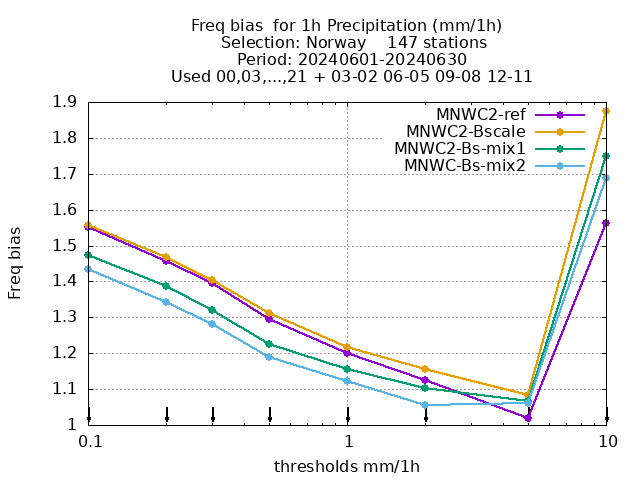 Freq bias  for 1h Precipitation (mm/1h)
Selection: Norway    147 stations
Period: 20240601-20240630
Used 00,03,...,21 + 03-02 06-05 09-08 12-11
MNWC2-ref
MNWC2-Bscale
MNWC2-Bs-mix1
MNWC-Bs-mix2
1.9
1.8
1.7
1.6
1.5
1.4
1.3
1.2
1.1
1
Freq bias
0.1
1
10
thresholds mm/1h